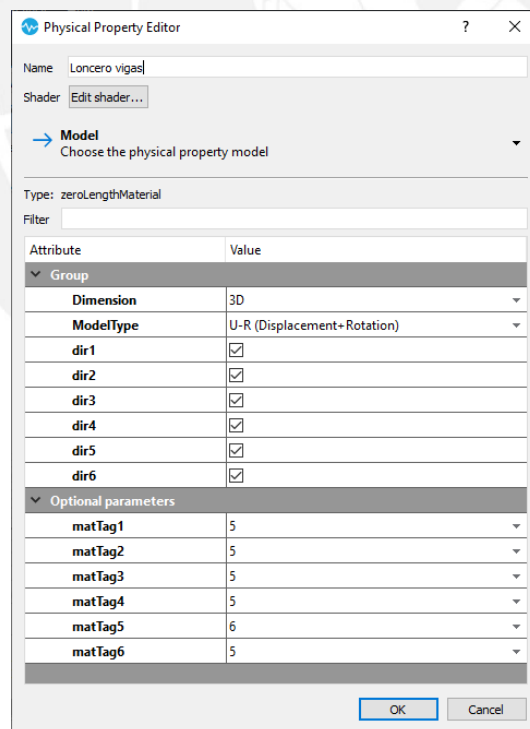 Physical Property Editor
Name Loncero vigas
Shader Edit shader...
Model
Choose the physical property model
Type: zeroLengthMaterial
Filter
Attribute Value
Group
Dimension 3D
ModelType U-R (Displacement+Rotation)
dir1
dir2
dir3
dir4
dir5
dir6
Optional parameters
matTag1 5
matTag2 5
matTag3 5
matTag4 5
matTag5 6
matTag6 5
OK Cancel